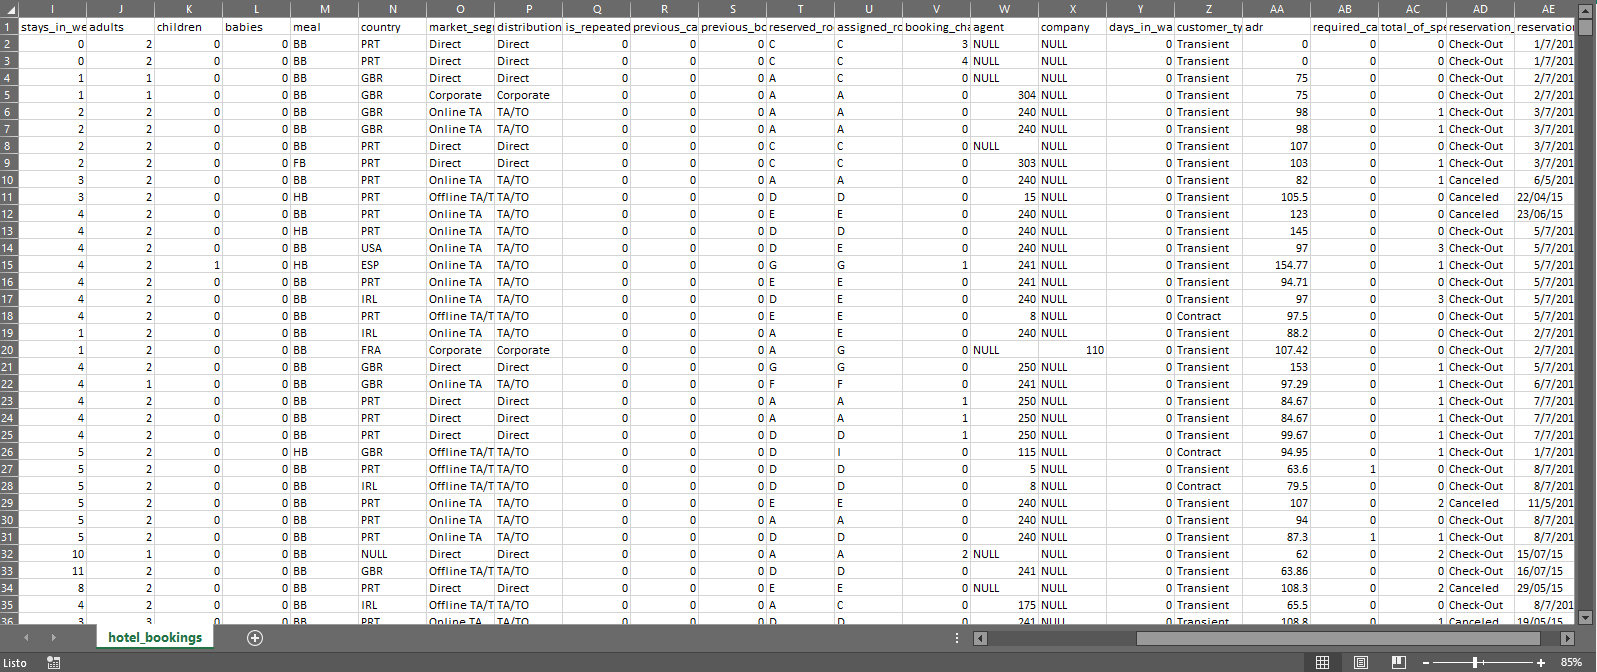 I J K L M N O P Q R S T U V W X Y Z AA AB AC AD AE
1 stays_in_we adults children babies meal country market_seg distribution is_repeated previous_ca previous_bo reserved_ro assigned_ro booking_cha agent company days_in_wa customer_ty adr required_ca total_of_spe reservation_ reservation
2 0 2 0 0 BB PRT Direct Direct 0 0 0 C C 3 NULL NULL 0 Transient 0 0 0 Check-Out 1/7/201
3 0 2 0 0 BB PRT Direct Direct 0 0 0 C C 4 NULL NULL 0 Transient 0 0 0 Check-Out 1/7/201
4 1 1 0 0 BB GBR Direct Direct 0 0 0 A C 0 NULL NULL 0 Transient 75 0 0 Check-Out 2/7/201
5 1 1 0 0 BB GBR Corporate Corporate 0 0 0 A A 0 304 NULL 0 Transient 75 0 0 Check-Out 2/7/201
6 2 2 0 0 BB GBR Online TA TA/TO 0 0 0 A A 0 240 NULL 0 Transient 98 0 1 Check-Out 3/7/201
7 2 2 0 0 BB GBR Online TA TA/TO 0 0 0 A A 0 240 NULL 0 Transient 98 0 1 Check-Out 3/7/201
8 2 2 0 0 BB PRT Direct Direct 0 0 0 C C 0 NULL NULL 0 Transient 107 0 0 Check-Out 3/7/201
9 2 2 0 0 FB PRT Direct Direct 0 0 0 C C 0 303 NULL 0 Transient 103 0 1 Check-Out 3/7/201
10 3 2 0 0 BB PRT Online TA TA/TO 0 0 0 A A 0 240 NULL 0 Transient 82 0 1 Canceled 6/5/201
11 3 2 0 0 HB PRT Offline TA/T TA/TO 0 0 0 D D 0 15 NULL 0 Transient 105.5 0 0 Canceled 22/04/15
12 4 2 0 0 BB PRT Online TA TA/TO 0 0 0 E E 0 240 NULL 0 Transient 123 0 0 Canceled 23/06/15
13 4 2 0 0 HB PRT Online TA TA/TO 0 0 0 D D 0 240 NULL 0 Transient 145 0 0 Check-Out 5/7/201
14 4 2 0 0 BB USA Online TA TA/TO 0 0 0 D E 0 240 NULL 0 Transient 97 0 3 Check-Out 5/7/201
15 4 2 1 0 HB ESP Online TA TA/TO 0 0 0 G G 1 241 NULL 0 Transient 154.77 0 1 Check-Out 5/7/201
16 4 2 0 0 BB PRT Online TA TA/TO 0 0 0 E E 0 241 NULL 0 Transient 94.71 0 0 Check-Out 5/7/201
17 4 2 0 0 BB IRL Online TA TA/TO 0 0 0 D E 0 240 NULL 0 Transient 97 0 3 Check-Out 5/7/201
18 4 2 0 0 BB PRT Offline TA/T TA/TO 0 0 0 E E 0 8 NULL 0 Contract 97.5 0 0 Check-Out 5/7/201
19 1 2 0 0 BB IRL Online TA TA/TO 0 0 0 A E 0 240 NULL 0 Transient 88.2 0 0 Check-Out 2/7/201
20 1 2 0 0 BB FRA Corporate Corporate 0 0 0 A G 0 NULL 110 0 Transient 107.42 0 0 Check-Out 2/7/201
21 4 2 0 0 BB GBR Direct Direct 0 0 0 G G 0 250 NULL 0 Transient 153 0 1 Check-Out 5/7/201
22 4 1 0 0 BB GBR Online TA TA/TO 0 0 0 F F 0 241 NULL 0 Transient 97.29 0 1 Check-Out 6/7/201
23 4 2 0 0 BB PRT Direct Direct 0 0 0 A A 1 250 NULL 0 Transient 84.67 0 1 Check-Out 7/7/201
24 4 2 0 0 BB PRT Direct Direct 0 0 0 A A 1 250 NULL 0 Transient 84.67 0 1 Check-Out 7/7/201
25 4 2 0 0 BB PRT Direct Direct 0 0 0 D D 1 250 NULL 0 Transient 99.67 0 1 Check-Out 7/7/201
26 5 2 0 0 HB GBR Offline TA/T TA/TO 0 0 0 D I 0 115 NULL 0 Contract 94.95 0 1 Check-Out 1/7/201
27 5 2 0 0 BB PRT Offline TA/T TA/TO 0 0 0 D D 0 5 NULL 0 Transient 63.6 1 0 Check-Out 8/7/201
28 5 2 0 0 BB IRL Offline TA/T TA/TO 0 0 0 D D 0 8 NULL 0 Contract 79.5 0 0 Check-Out 8/7/201
29 5 2 0 0 BB PRT Online TA TA/TO 0 0 0 E E 0 240 NULL 0 Transient 107 0 2 Canceled 11/5/201
30 5 2 0 0 BB PRT Online TA TA/TO 0 0 0 A A 0 240 NULL 0 Transient 94 0 0 Check-Out 8/7/201
31 5 2 0 0 BB PRT Online TA TA/TO 0 0 0 D D 0 240 NULL 0 Transient 87.3 1 1 Check-Out 8/7/201
32 10 1 0 0 BB NULL Direct Direct 0 0 0 A A 2 NULL NULL 0 Transient 62 0 2 Check-Out 15/07/15
33 11 2 0 0 BB GBR Offline TA/T TA/TO 0 0 0 D D 0 241 NULL 0 Transient 63.86 0 0 Check-Out 16/07/15
34 8 2 0 0 BB PRT Direct Direct 0 0 0 E E 0 NULL NULL 0 Transient 108.3 0 2 Canceled 29/05/15
35 4 2 0 0 BB IRL Offline TA/T TA/TO 0 0 0 A C 0 175 NULL 0 Transient 65.5 0 0 Check-Out 8/7/201
36 3 3 0 0 BB PRT Online TA TA/TO 0 0 0 D D 0 241 NULL 0 Transient 108.8 0 1 Canceled 19/05/15
hotel_bookings
Listo 85%